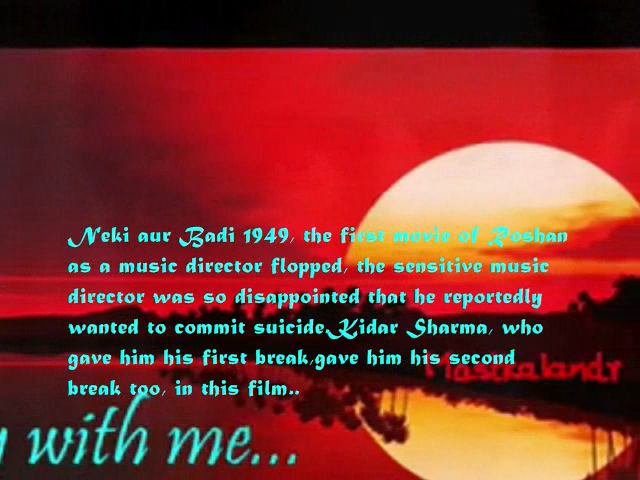 Neki aur Badi 1949, the first movie of Roshan
as a music director flopped, the sensitive music
director was so disappointed that he reportedly
wanted to commit suicide.Kidar Sharma, who
gave him his first break,gave him his second
break too, in this film..
with me...